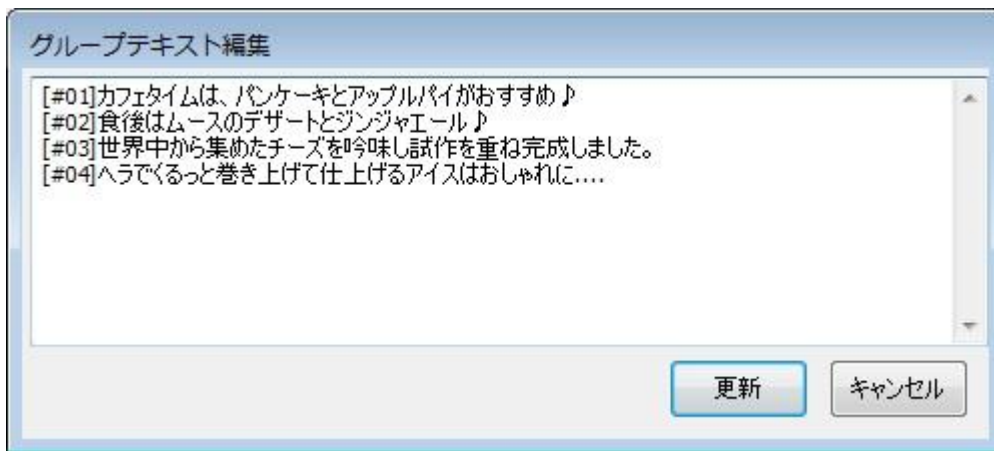 グループテキスト編集
[#01]カフェタイムは、パンケーキとアップルパイがおすすめ♪
[#02]食後はムースのデザートとジンジャエール♪
[#03]世界中から集めたチーズを吟味し試作を重ね完成しました。
[#04]ヘラでくるっと巻き上げて仕上げるアイスはおしゃれに....
更新
キャンセル